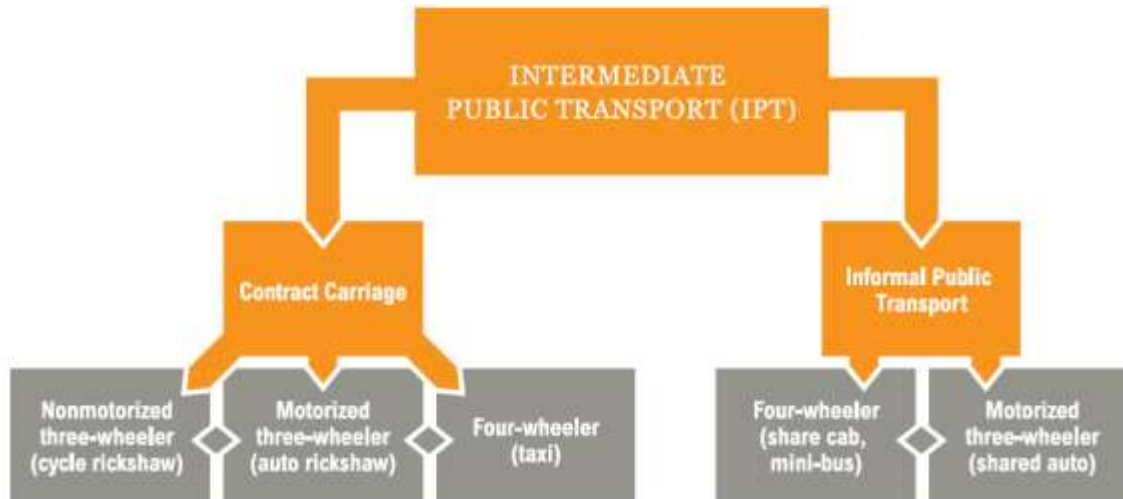 INTERMEDIATE
PUBLIC TRANSPORT (IPT)
Contract Carriage
Informal Public
Transport
Nonmotorized
three-wheeler
(cycle rickshaw)
Motorized
three-wheeler
(auto rickshaw)
Four-wheeler
(taxi)
Four-wheeler
(share cab,
mini-bus)
Motorized
three-wheeler
(shared auto)